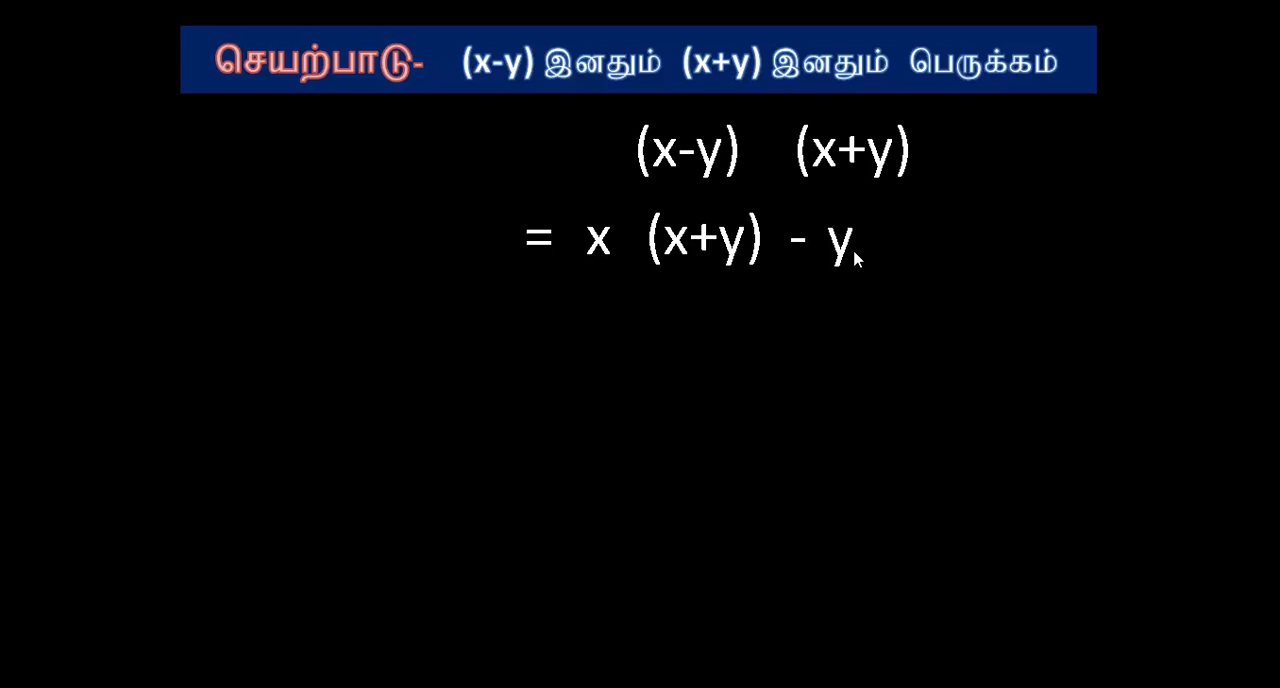 செயற்பாடு- (x-y) இனதும் (x+y) இனதும் பெருக்கம்
(x-y) (x+y)
= x (x+y) - y